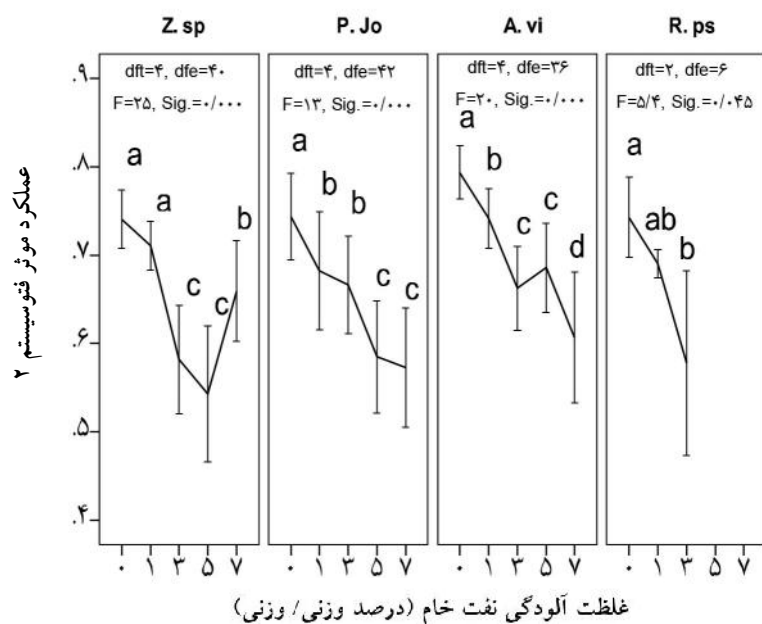 Z. sp P. Jo A. vi R. ps
dft=۴, dfe=۴۰
F=۲۵, Sig.=۰/۰۰۰
dft=۴, dfe=۴۲
F=۱۳, Sig.=۰/۰۰۰
dft=۴, dfe=۳۶
F=۲۰, Sig.=۰/۰۰۰
dft=۲, dfe=۶
F=۵/۴, Sig.=۰/۰۴۵
عملکرد موثر فتوسیستم ۲
.۹
.۸
.۷
.۶
.۵
.۴
a a c c b
a b b c c
a b c c d
a ab b
۰ ۱ ۳ ۵ ۷
۰ ۱ ۳ ۵ ۷
۰ ۱ ۳ ۵ ۷
۰ ۱ ۳ ۵ ۷
غلظت آلودگی نفت خام (درصد وزنی/ وزنی)